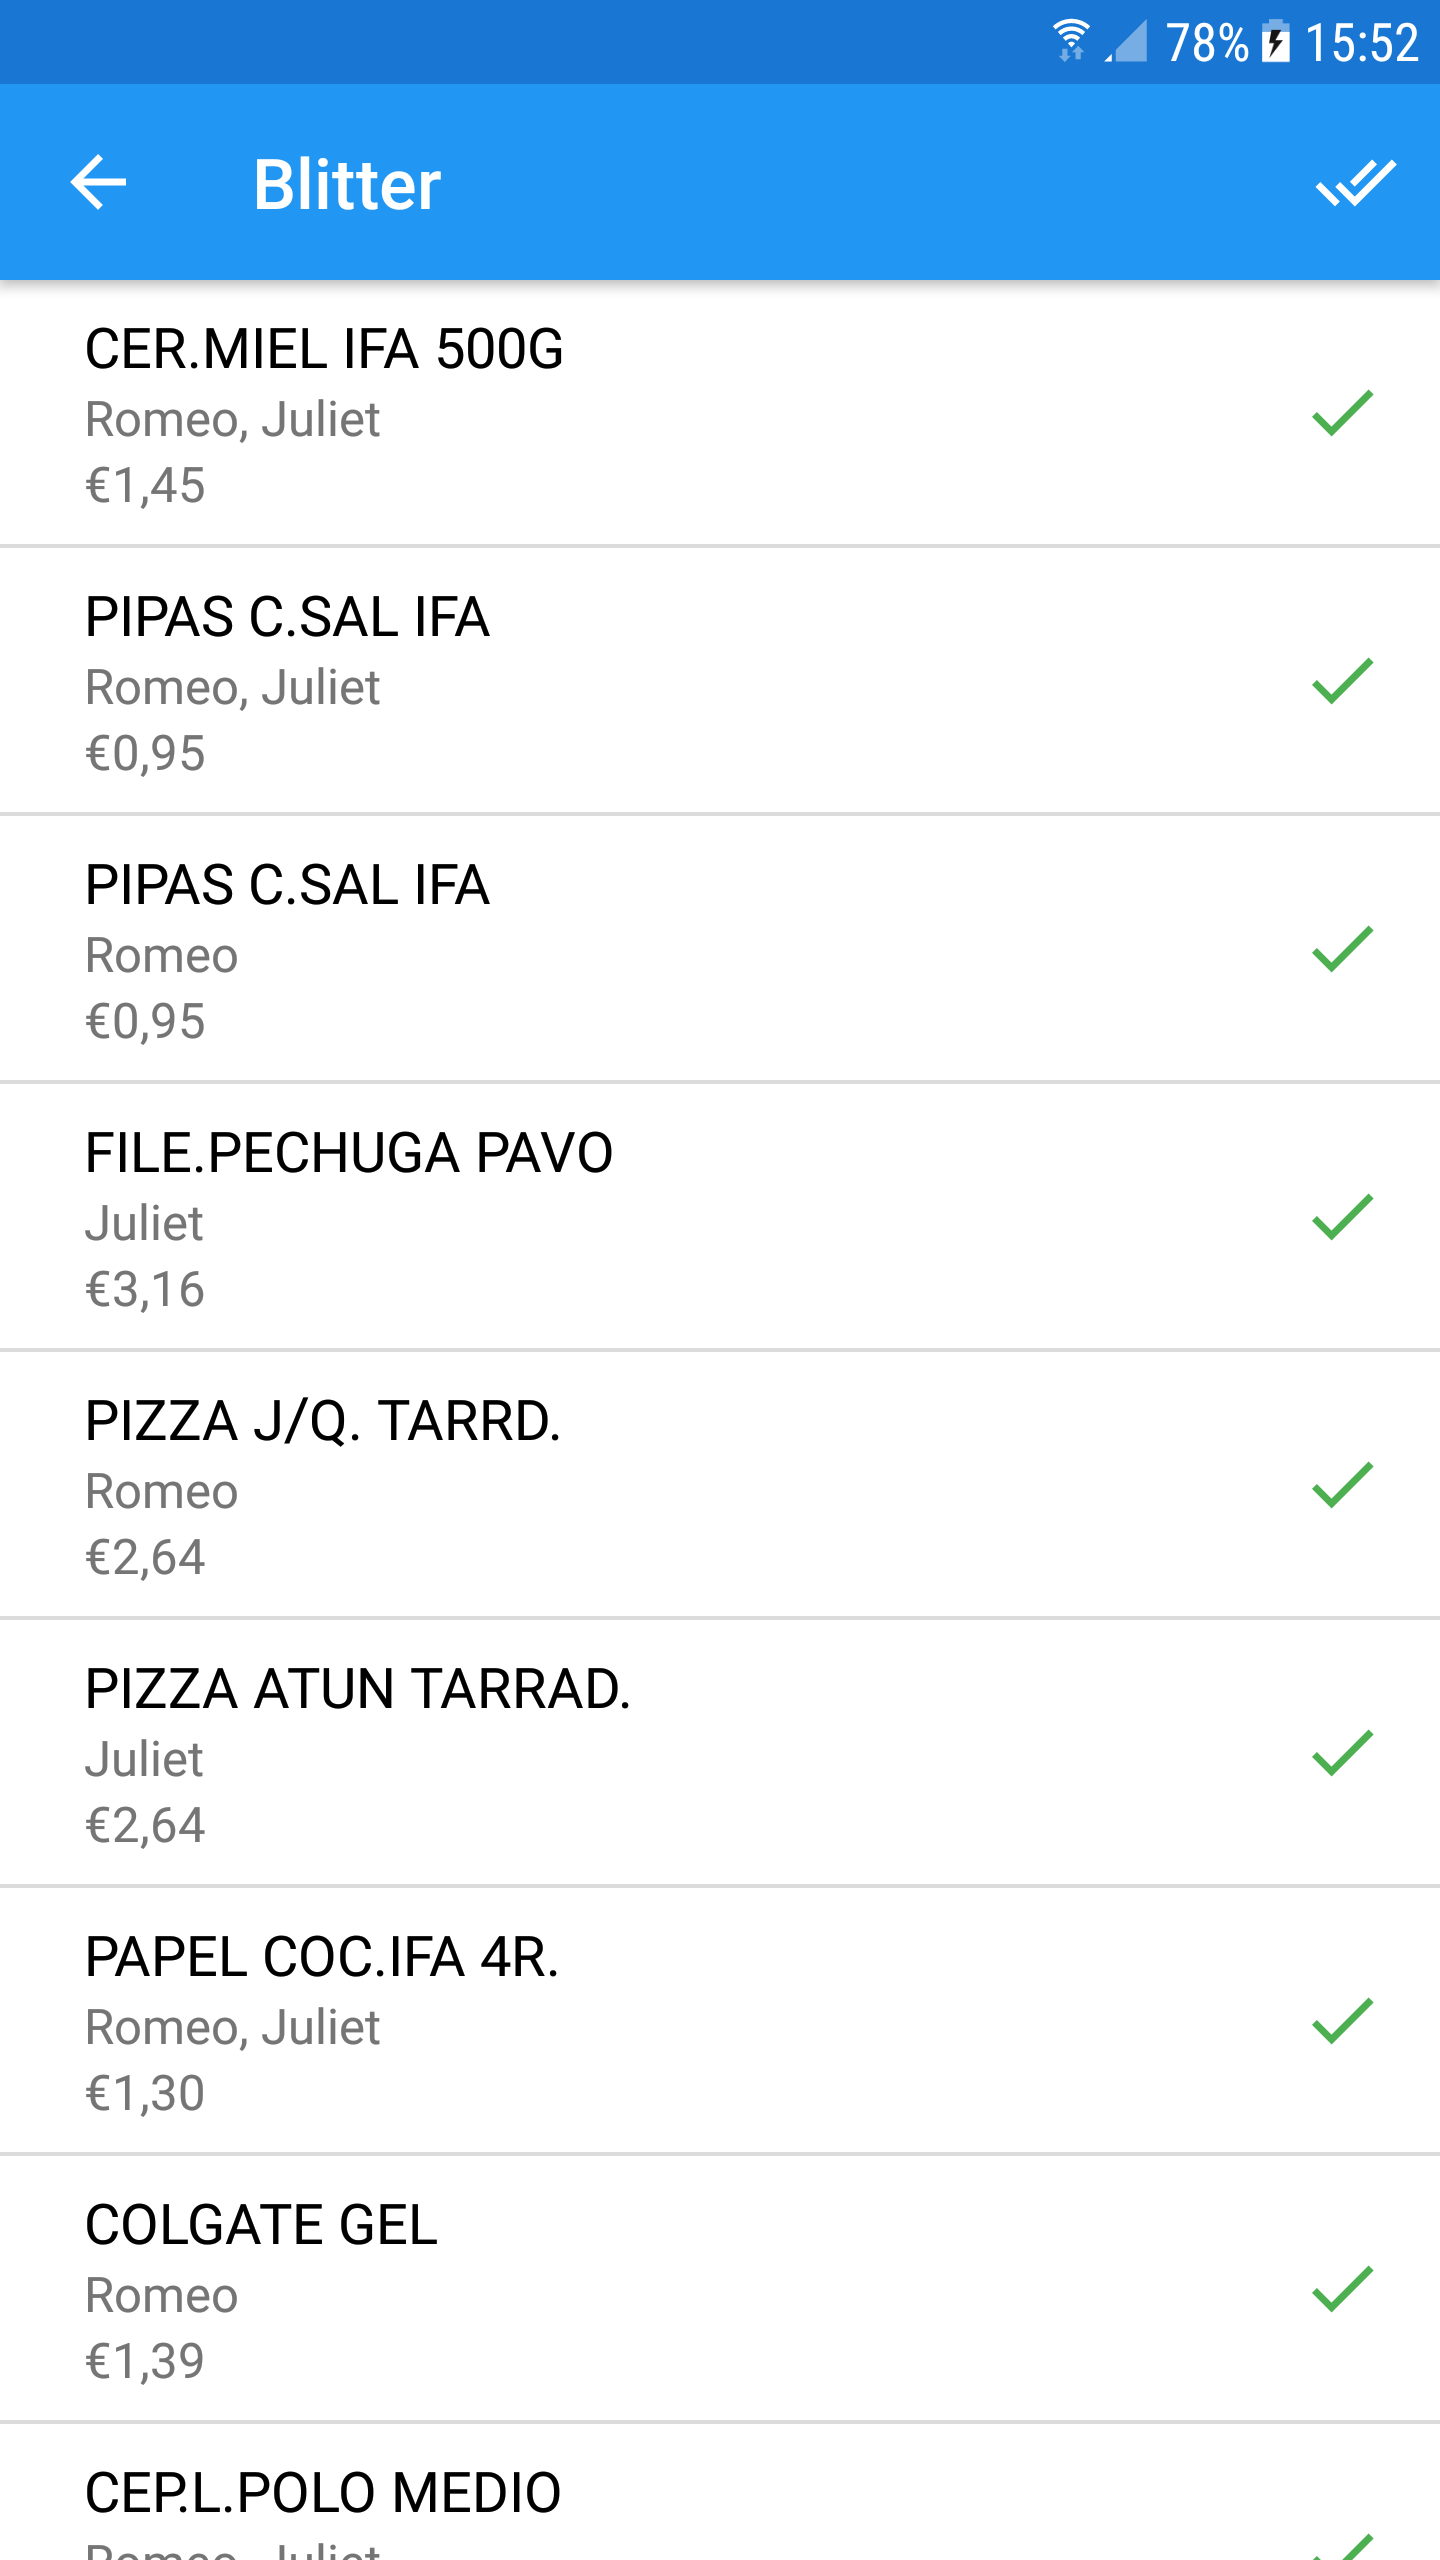 78% 15:52
Blitter
CER.MIEL IFA 500G
Romeo, Juliet
€1,45
PIPAS C.SAL IFA
Romeo, Juliet
€0,95
PIPAS C.SAL IFA
Romeo
€0,95
FILE.PECHUGA PAVO
Juliet
€3,16
PIZZA J/Q. TARRD.
Romeo
€2,64
PIZZA ATUN TARRAD.
Juliet
€2,64
PAPEL COC.IFA 4R.
Romeo, Juliet
€1,30
COLGATE GEL
Romeo
€1,39
CEP.L.POLO MEDIO
Romeo, Juliet